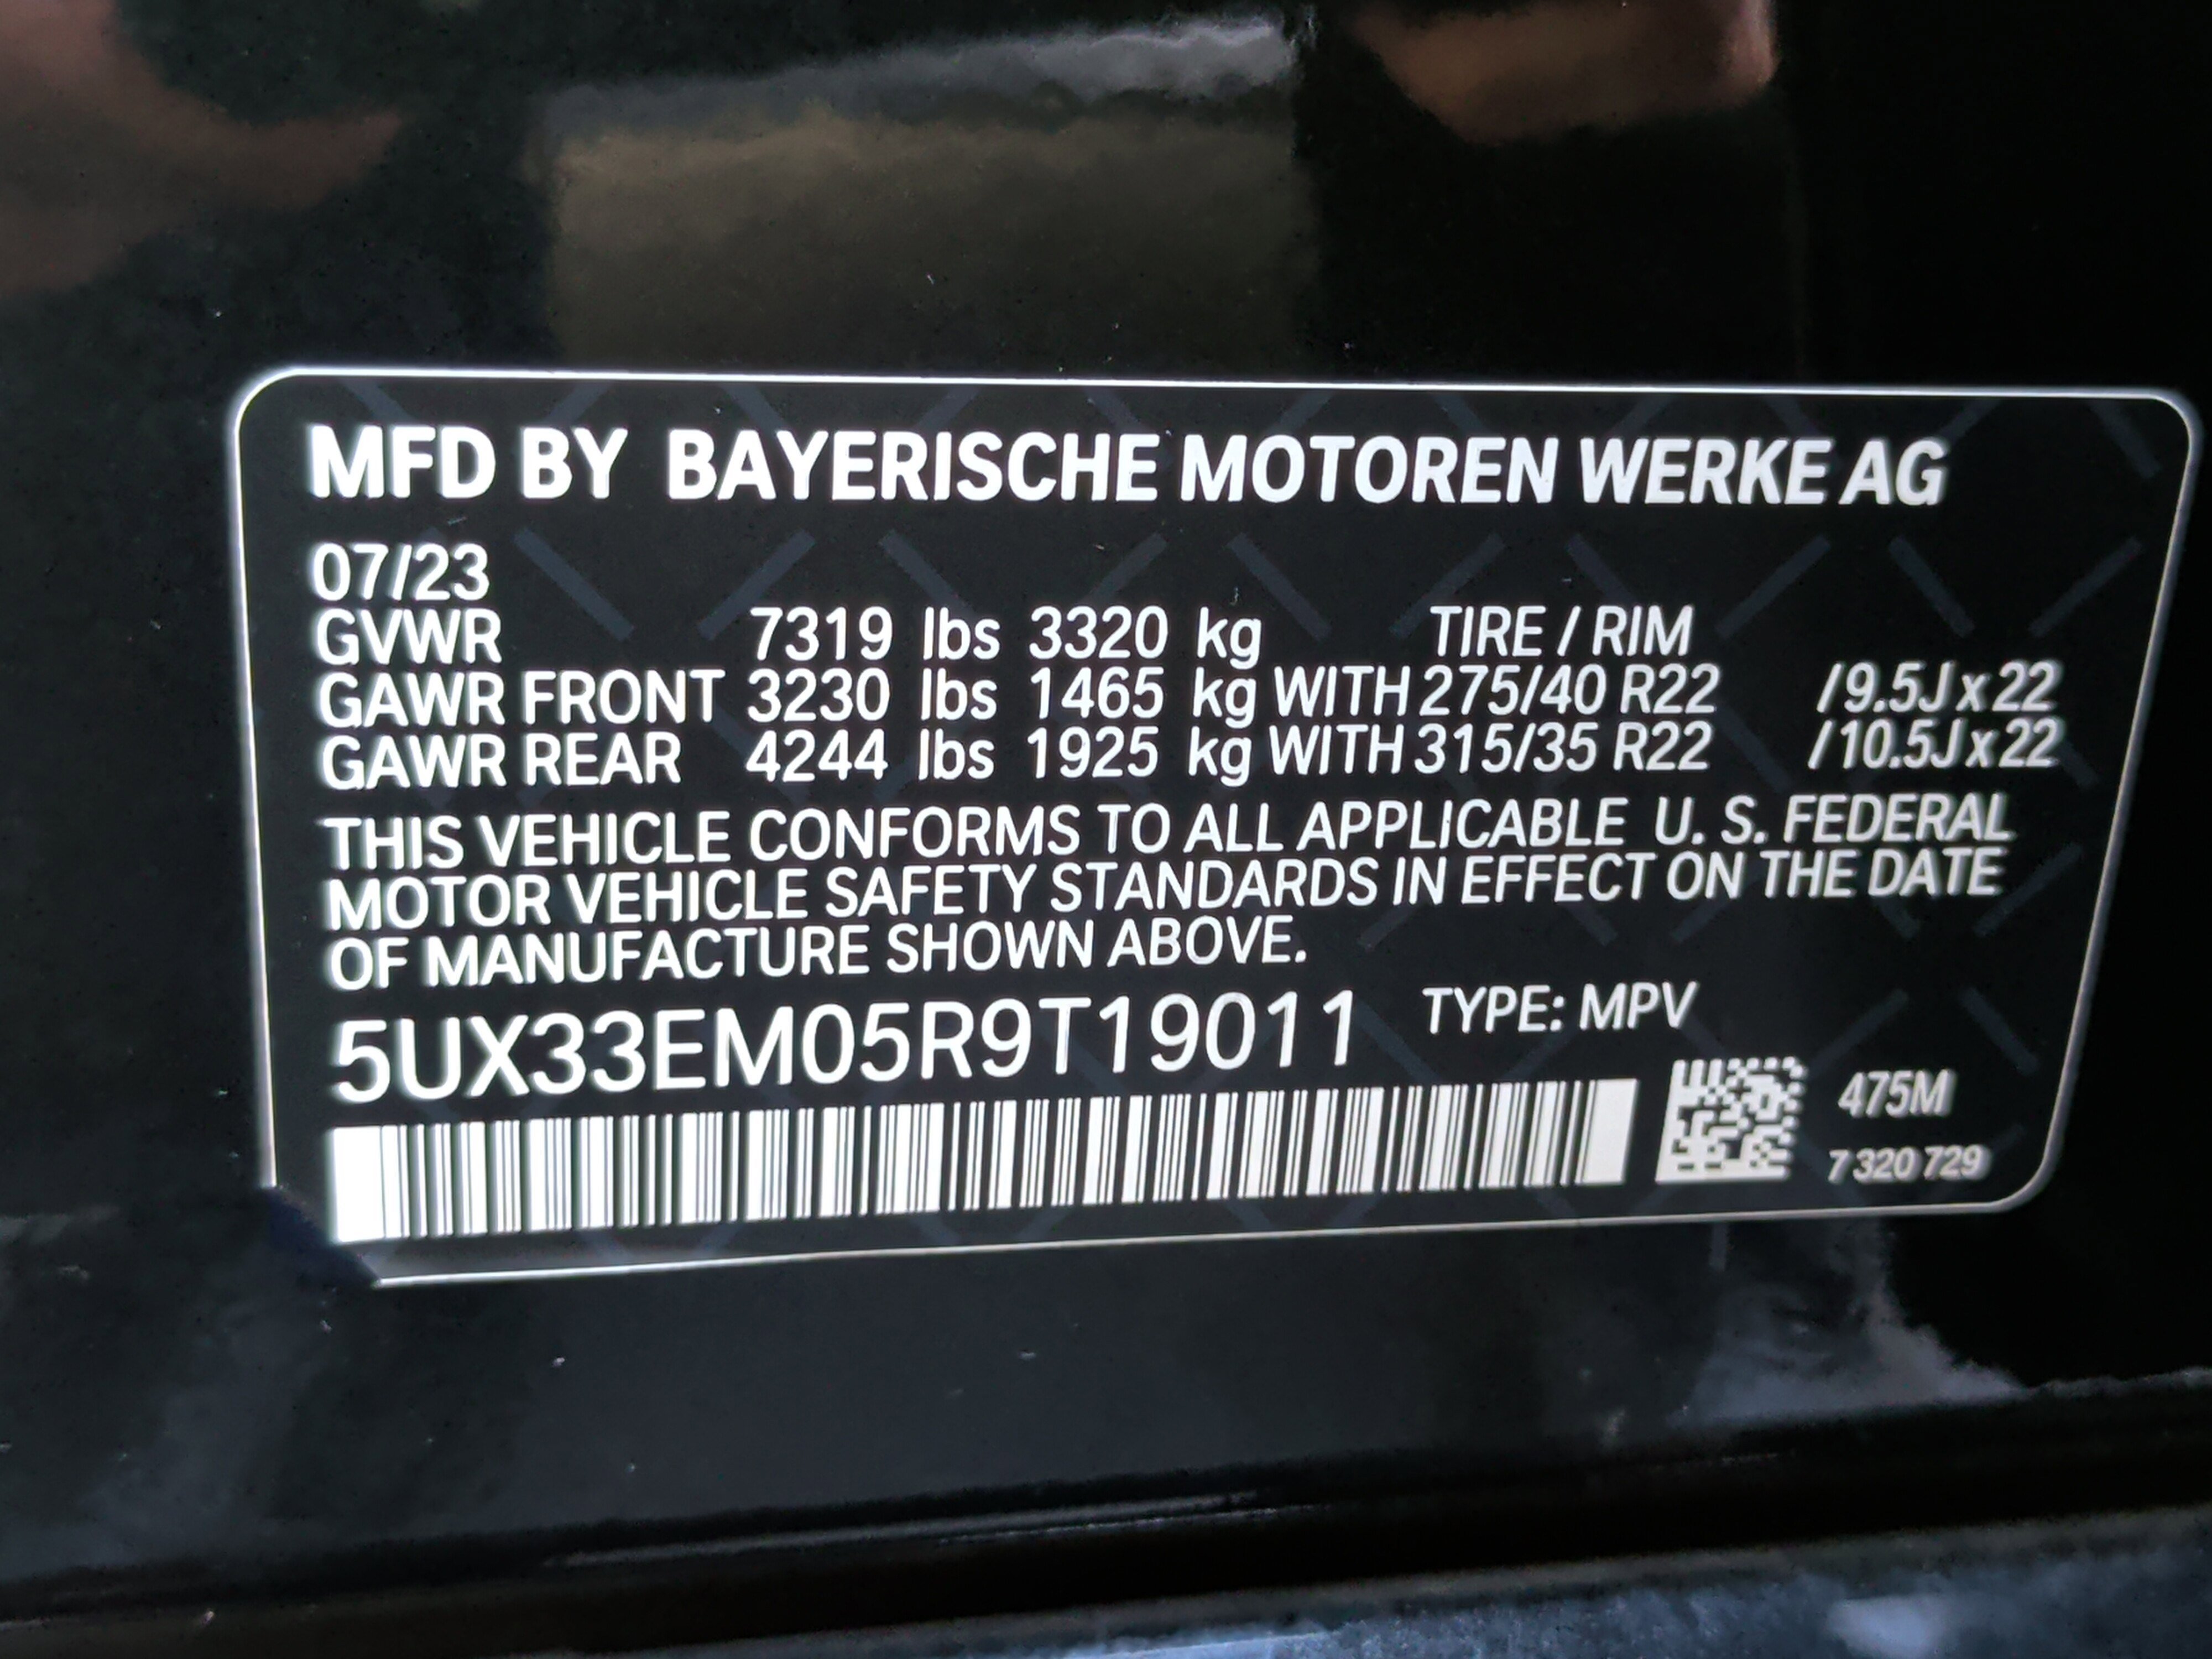 MFD BY BAYERISCHE MOTOREN WERKE AG
07/23
GVWR 7319 lbs 3320 kg TIRE / RIM
GAWR FRONT 3230 lbs 1465 kg WITH 275/40 R22 /9.5J x 22
GAWR REAR 4244 lbs 1925 kg WITH 315/35 R22 /10.5J x 22
THIS VEHICLE CONFORMS TO ALL APPLICABLE U. S. FEDERAL
MOTOR VEHICLE SAFETY STANDARDS IN EFFECT ON THE DATE
OF MANUFACTURE SHOWN ABOVE.
5UX33EM05R9T19011 TYPE: MPV
475M
7 320 729